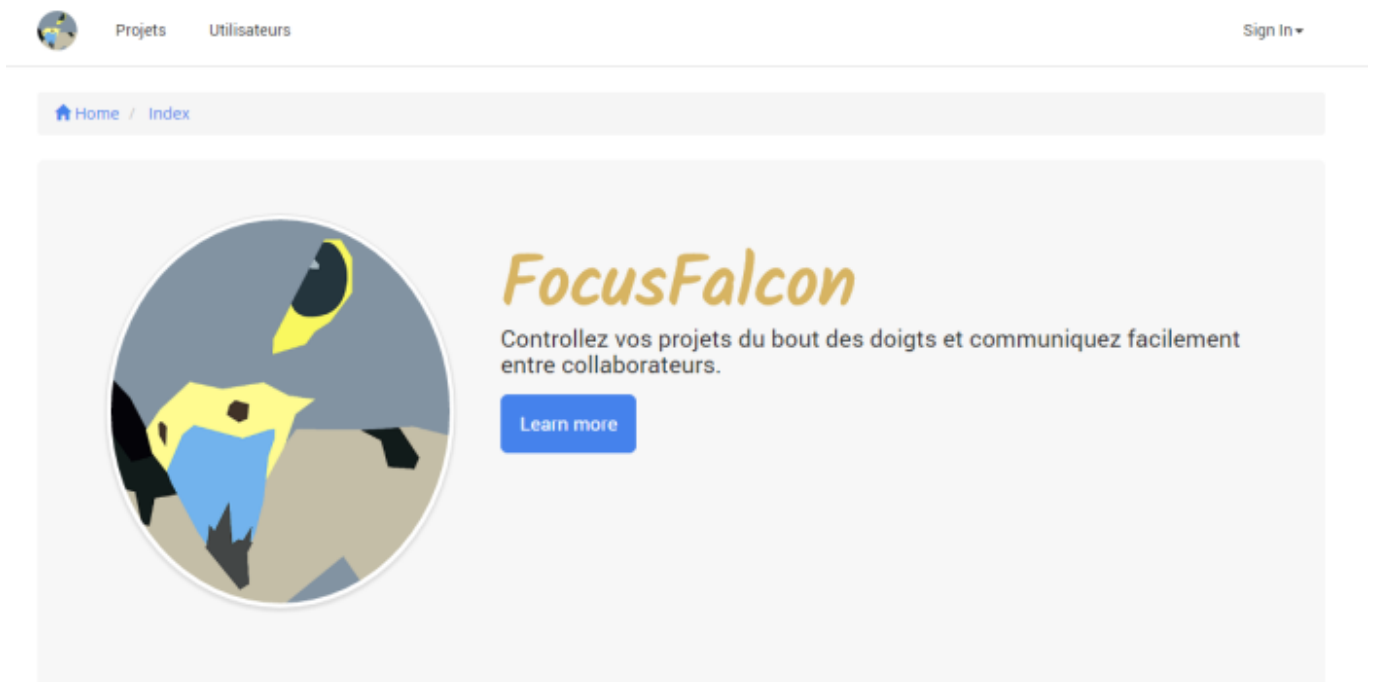 Projets Utilisateurs Sign In
Home / Index
FocusFalcon
Controllez vos projets du bout des doigts et communiquez facilement
entre collaborateurs.
Learn more